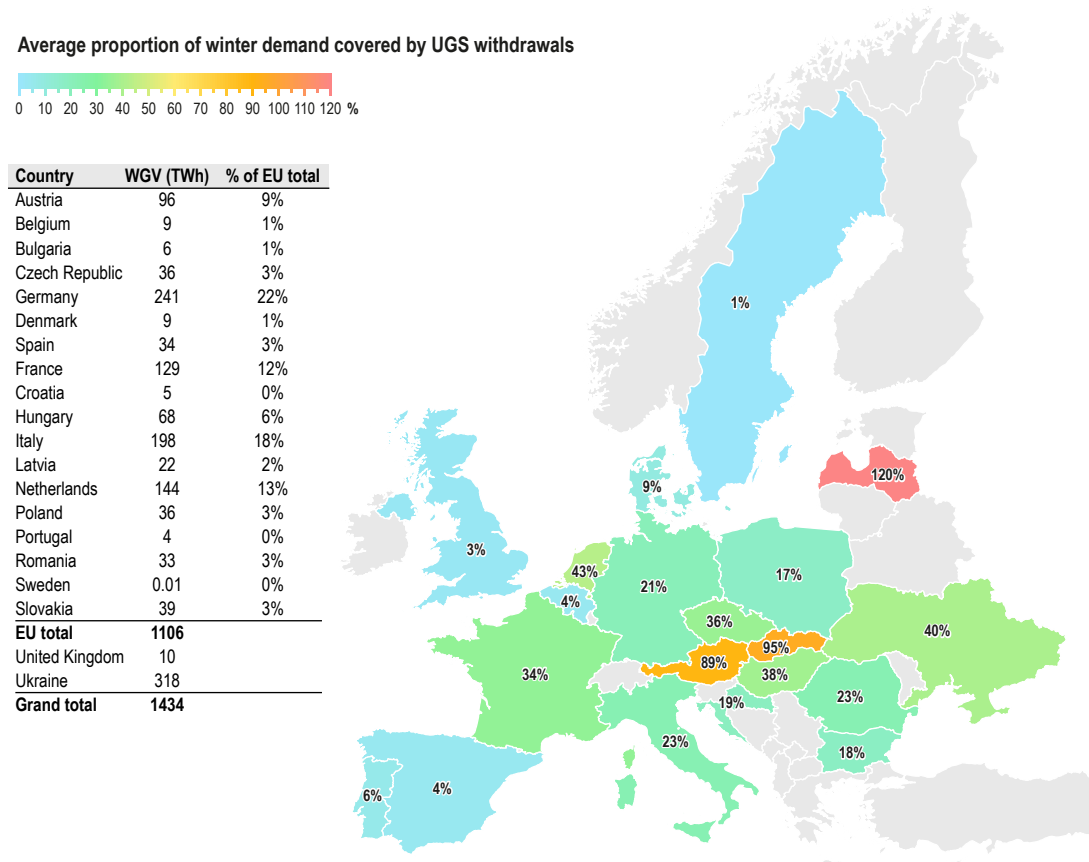 Average proportion of winter demand covered by UGS withdrawals
0 10 20 30 40 50 60 70 80 90 100 110 120 %
Country WGV (TWh) % of EU total
Austria 96 9%
Belgium 9 1%
Bulgaria 6 1%
Czech Republic 36 3%
Germany 241 22%
Denmark 9 1%
Spain 34 3%
France 129 12%
Croatia 5 0%
Hungary 68 6%
Italy 198 18%
Latvia 22 2%
Netherlands 144 13%
Poland 36 3%
Portugal 4 0%
Romania 33 3%
Sweden 0.01 0%
Slovakia 39 3%
EU total 1106
United Kingdom 10
Ukraine 318
Grand total 1434
1%
120%
9%
3%
43%
21%
17%
4%
36%
40%
95%
89%
34%
38%
23%
19%
23%
18%
6%
4%